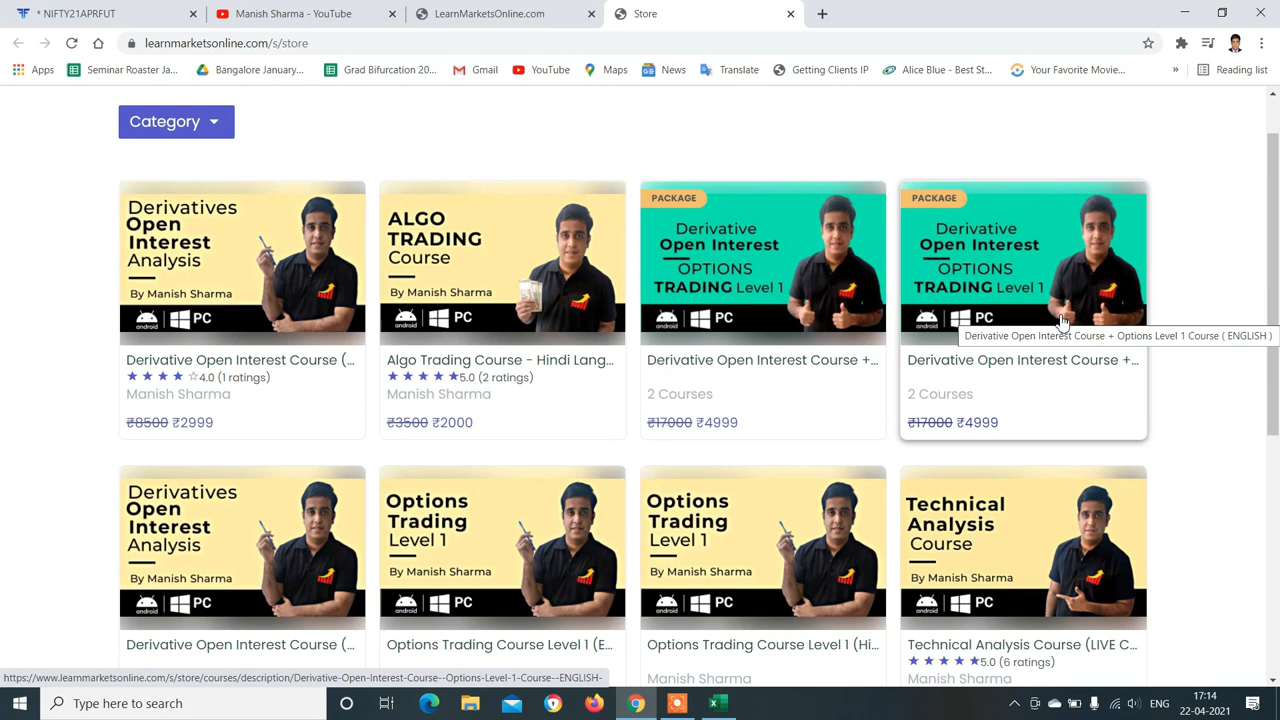 * NIFTY21APRFUT
Manish Sharma - YouTube
LearnMarketsOnline.com
Store
learnmarketsonline.com/s/store
Apps
Seminar Roaster Ja...
Bangalore January,...
Grad Bifurcation 20...
Gmail
YouTube
Maps
News
Translate
Getting Clients IP
Alice Blue - Best St...
Your Favorite Movie...
»
Reading list
Category
Derivatives
Open
Interest
Analysis
By Manish Sharma
android PC
Derivative Open Interest Course (...
4.0 (1 ratings)
Manish Sharma
₹8500 ₹2999
ALGO
TRADING
Course
By Manish Sharma
android PC
Algo Trading Course - Hindi Lang...
5.0 (2 ratings)
Manish Sharma
₹3500 ₹2000
PACKAGE
Derivative
Open Interest
OPTIONS
TRADING Level 1
android PC
Derivative Open Interest Course +...
2 Courses
₹17000 ₹4999
PACKAGE
Derivative
Open Interest
OPTIONS
TRADING Level 1
android PC
Derivative Open Interest Course + Options Level 1 Course ( ENGLISH )
Derivative Open Interest Course +...
2 Courses
₹17000 ₹4999
Derivatives
Open
Interest
Analysis
By Manish Sharma
android PC
Derivative Open Interest Course (...
Options
Trading
Level 1
By Manish Sharma
android PC
Options Trading Course Level 1 (E...
Manish Sharma
Options
Trading
Level 1
By Manish Sharma
android PC
Options Trading Course Level 1 (Hi...
Manish Sharma
Technical
Analysis
Course
By Manish Sharma
android PC
Technical Analysis Course (LIVE C...
5.0 (6 ratings)
Manish Sharma
https://www.learnmarketsonline.com/s/store/courses/description/Derivative-Open-Interest-Course--Options-Level-1-Course--ENGLISH-
Type here to search
ENG
17:14
22-04-2021